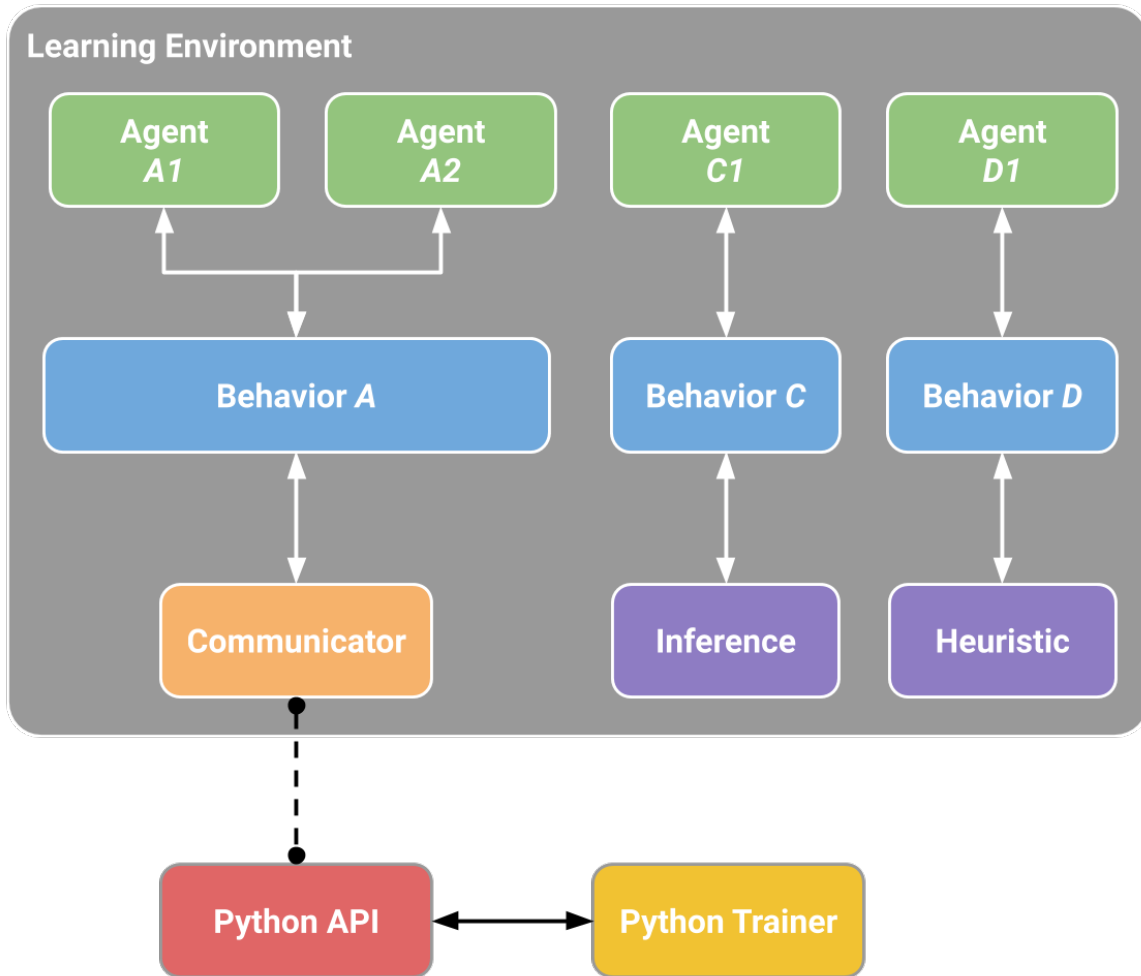 Learning Environment
Agent
A1
Agent
A2
Agent
C1
Agent
D1
Behavior A
Behavior C
Behavior D
Communicator
Inference
Heuristic
Python API
Python Trainer